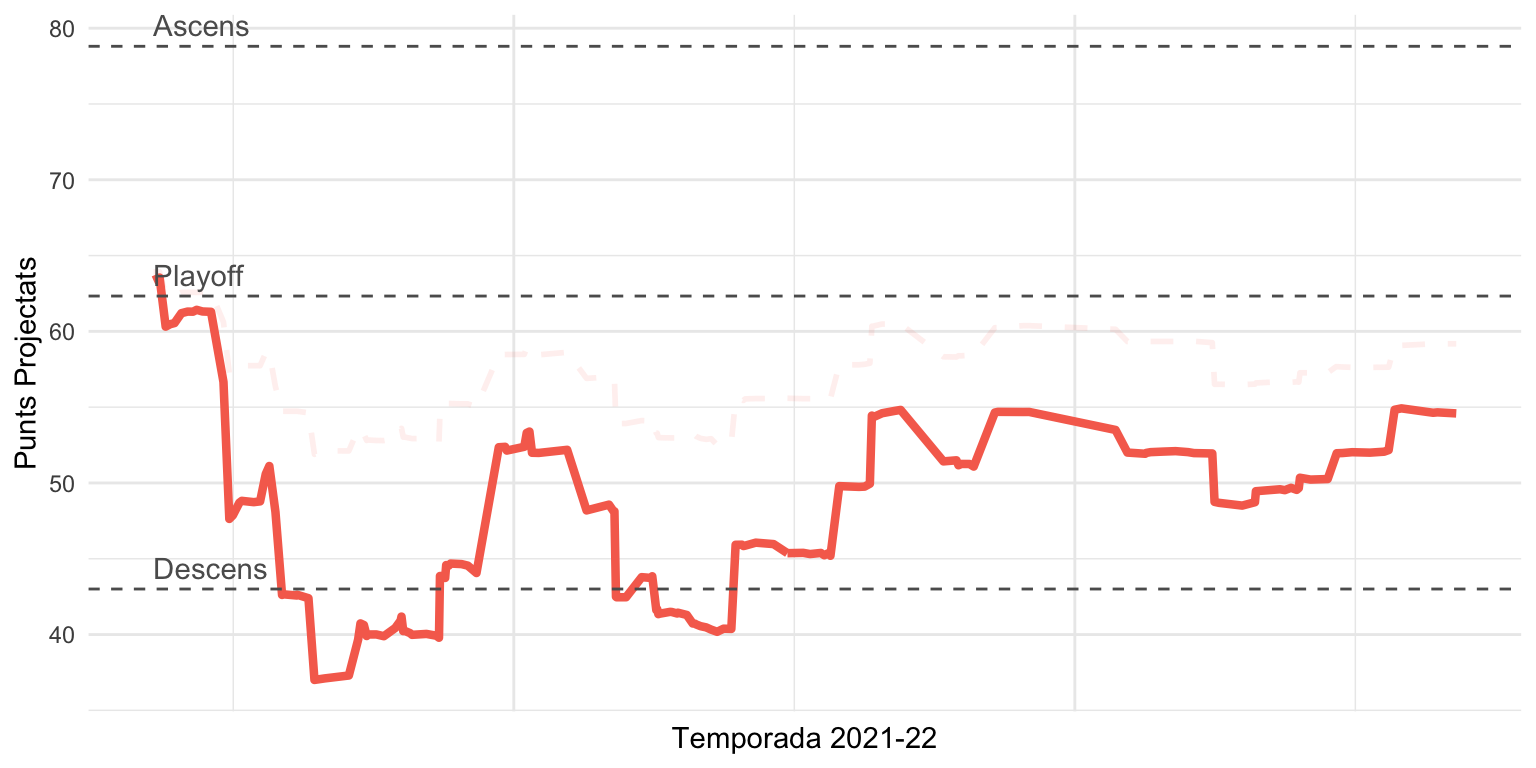 80
Ascens
70
Playoff
60
50
Descens
40
Punts Projectats
Temporada 2021-22